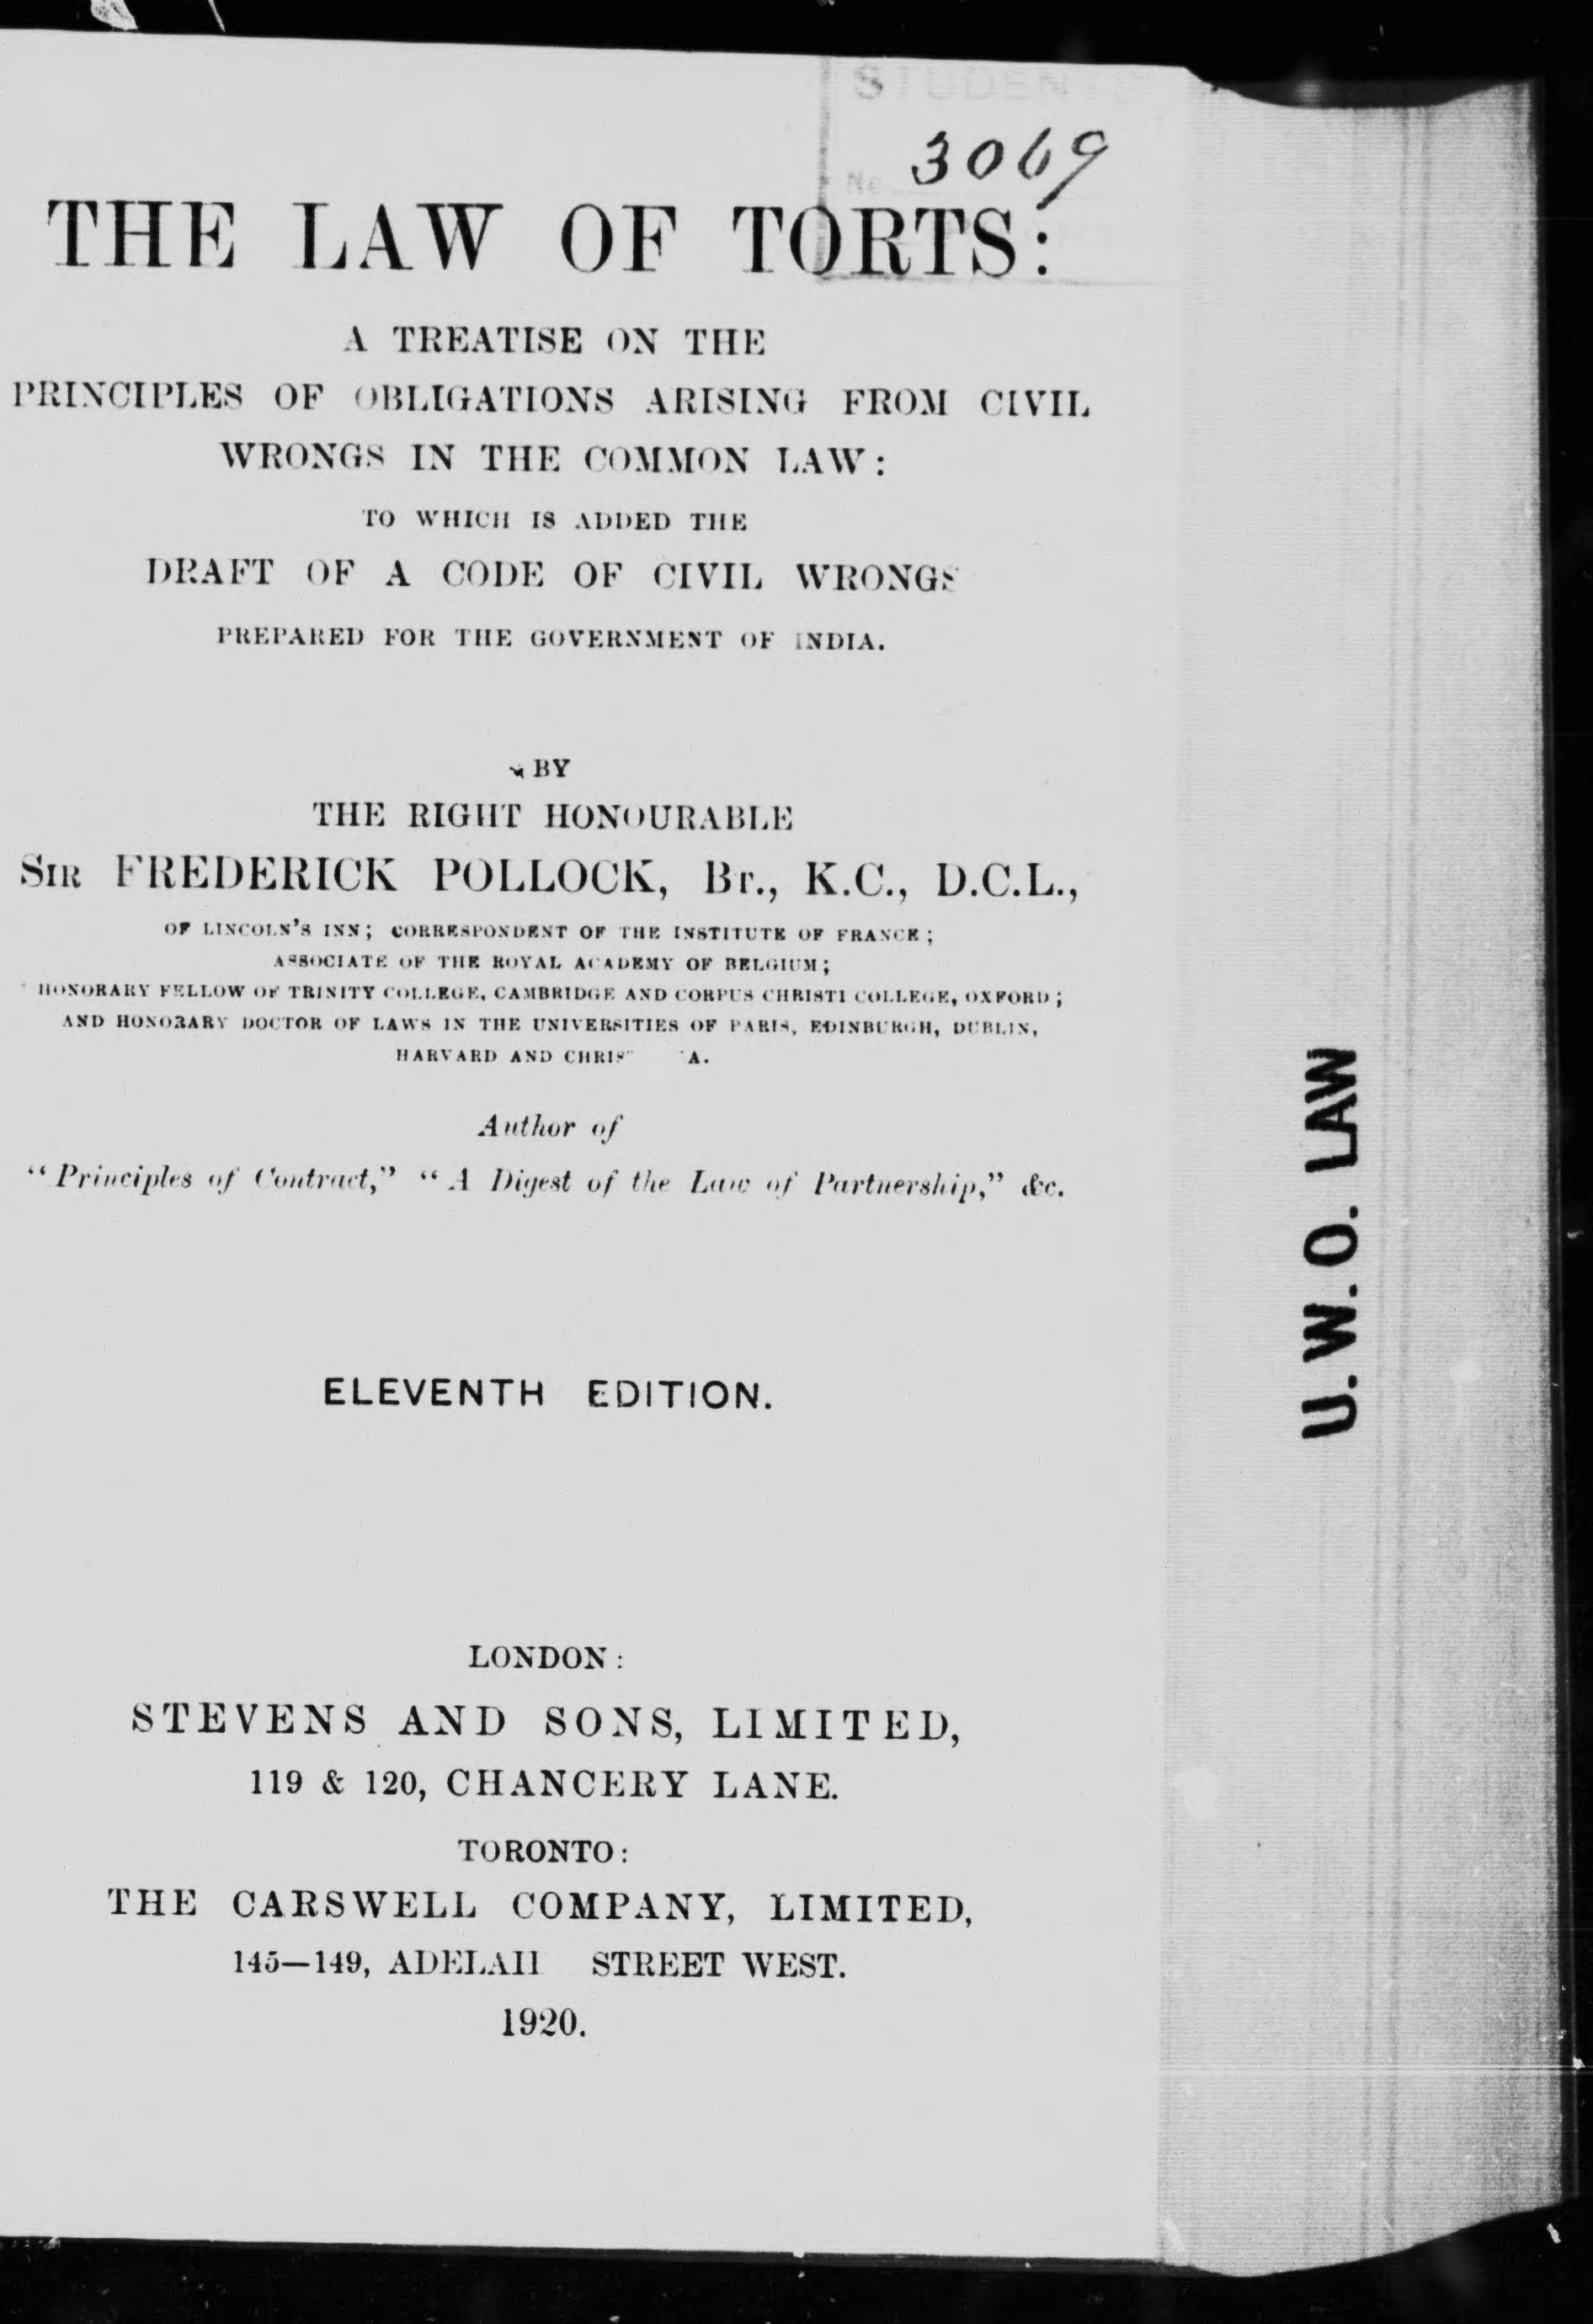 STUDENTS
No 3069
THE LAW OF TORTS:
A TREATISE ON THE
PRINCIPLES OF OBLIGATIONS ARISING FROM CIVIL
WRONGS IN THE COMMON LAW:
TO WHICH IS ADDED THE
DRAFT OF A CODE OF CIVIL WRONGS
PREPARED FOR THE GOVERNMENT OF INDIA.
BY
THE RIGHT HONOURABLE
SIR FREDERICK POLLOCK, BT., K.C., D.C.L.,
OF LINCOLN'S INN; CORRESPONDENT OF THE INSTITUTE OF FRANCE;
ASSOCIATE OF THE ROYAL ACADEMY OF BELGIUM;
HONORARY FELLOW OF TRINITY COLLEGE, CAMBRIDGE AND CORPUS CHRISTI COLLEGE, OXFORD;
AND HONORARY DOCTOR OF LAWS IN THE UNIVERSITIES OF PARIS, EDINBURGH, DUBLIN,
HARVARD AND
Author of
"Principles of Contract," "A Digest of the Law of Partnership," &c.
ELEVENTH EDITION.
LONDON:
STEVENS AND SONS, LIMITED,
119 & 120, CHANCERY LANE.
TORONTO:
THE CARSWELL COMPANY, LIMITED,
145—149, STREET WEST.
1920.
U. W. O. LAW